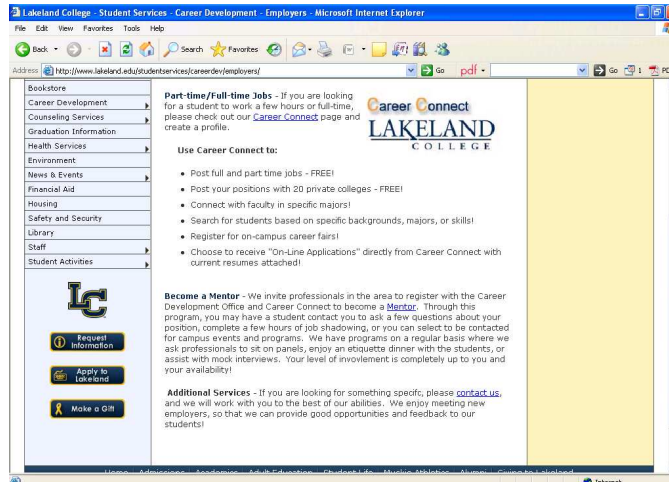 Lakeland College - Student Services - Career Development - Employers - Microsoft Internet Explorer
File Edit View Favorites Tools Help
Back Search Favorites
Address http://www.lakeland.edu/studentservices/careerdev/employers/ Go pdf Go 1
Bookstore
Career Development
Counseling Services
Graduation Information
Health Services
Environment
News & Events
Financial Aid
Housing
Safety and Security
Library
Staff
Student Activities
LC
Request
Information
Apply to
Lakeland
Make a Gift
Part-time/Full-time Jobs - If you are looking
for a student to work a few hours or full-time,
please check out our Career Connect page and
create a profile.
Career Connect
LAKELAND
COLLEGE
Use Career Connect to:
• Post full and part time jobs - FREE!
• Post your positions with 20 private colleges - FREE!
• Connect with faculty in specific majors!
• Search for students based on specific backgrounds, majors, or skills!
• Register for on-campus career fairs!
• Choose to receive "On-Line Applications" directly from Career Connect with
current resumes attached!
Become a Mentor - We invite professionals in the area to register with the Career
Development Office and Career Connect to become a Mentor. Through this
program, you may have a student contact you to ask a few questions about your
position, complete a few hours of job shadowing, or you can select to be contacted
for campus events and programs. We have programs on a regular basis where we
ask professionals to sit on panels, enjoy an etiquette dinner with the students, or
assist with mock interviews. Your level of invovlement is completely up to you and
your availability!
Additional Services - If you are looking for something specifc, please contact us,
and we will work with you to the best of our abilities. We enjoy meeting new
employers, so that we can provide good opportunities and feedback to our
students!
Home Admissions Academics Adult Education Student Life Muskie Athletics Alumni Giving to Lakeland
Internet